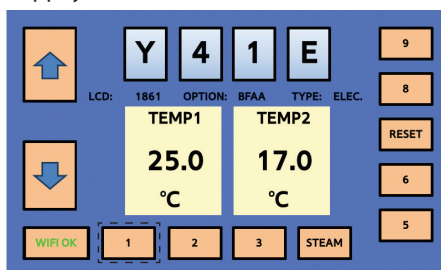 Y 4 1 E
9
LCD: 1861 OPTION: BFAA TYPE: ELEC.
8
TEMP1 TEMP2
RESET
25.0 17.0
6
°C °C
5
WIFI OK 1 2 3 STEAM